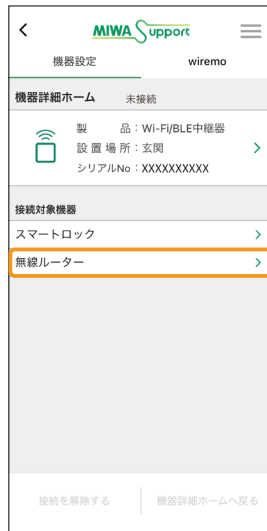 MIWA Support
機器設定 wiremo
機器詳細ホーム 未接続
製 品：Wi-Fi/BLE中継器
設置場所：玄関
シリアルNo：XXXXXXXXXX
接続対象機器
スマートロック
無線ルーター
接続を解除する 機器詳細ホームへ戻る